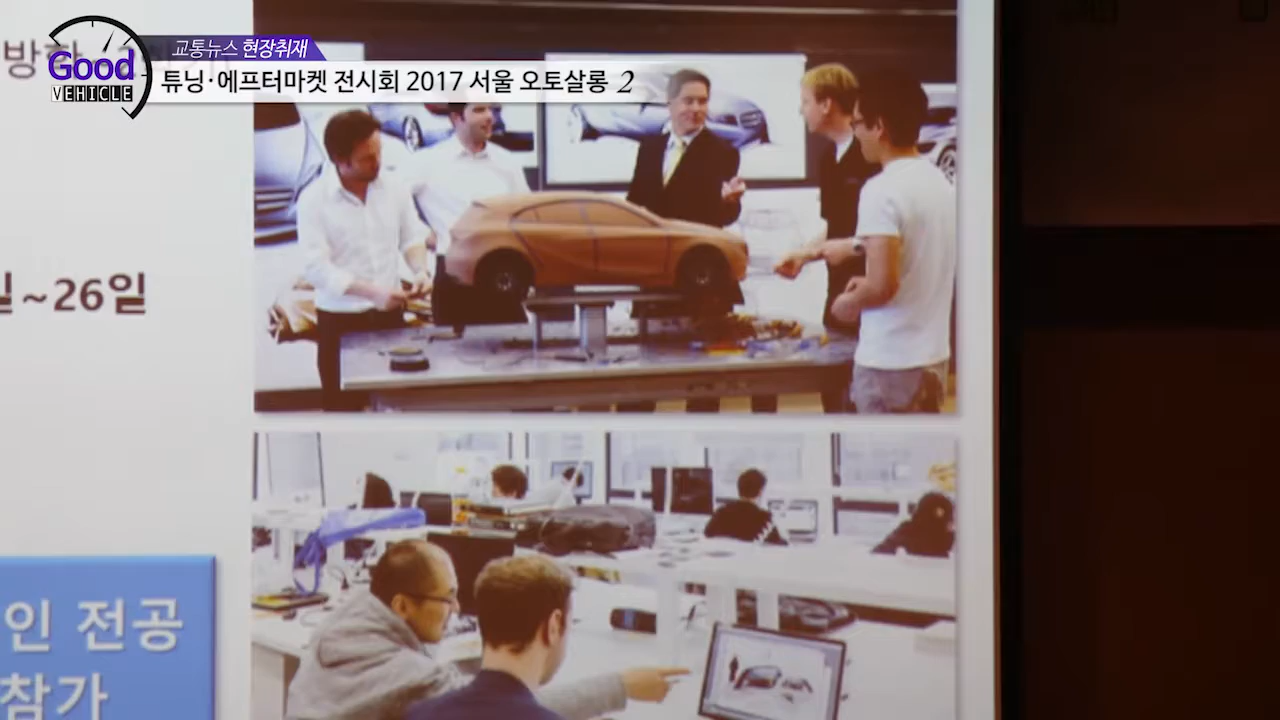 교통뉴스 현장취재
Good
VEHICLE
튜닝·에프터마켓 전시회 2017 서울 오토살롱 2
일~26일
인 전공
참가